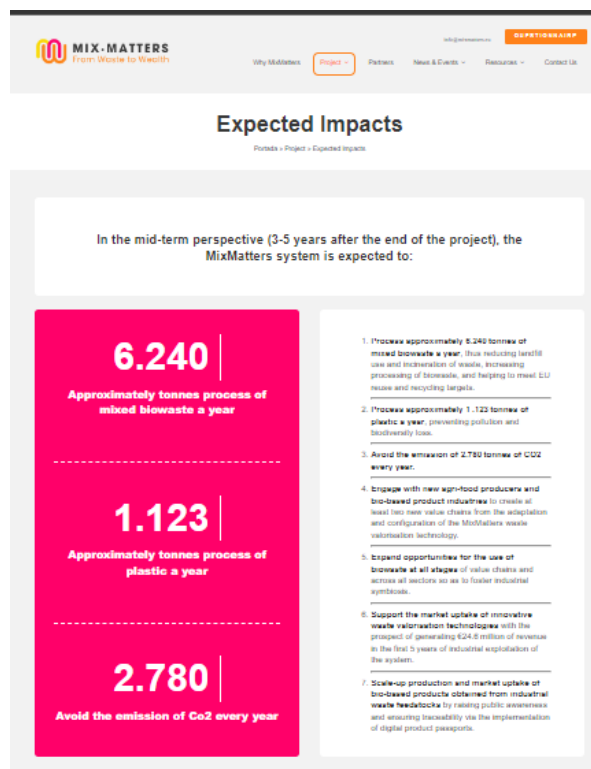 MIX-MATTERS
From Waste to Wealth
info@mixmatters.eu
Why MixMatters
Project
Partners
News & Events
Resources
Contact Us
Expected Impacts
Portada » Project » Expected Impacts
In the mid-term perspective (3-5 years after the end of the project), the
MixMatters system is expected to:
6.240
Approximately tonnes process of
mixed biowaste a year
1.123
Approximately tonnes process of
plastic a year
2.780
Avoid the emission of Co2 every year
1. Process approximately 6.240 tonnes of
mixed biowaste a year, thus reducing landfill
use and incineration of waste, increasing
processing of biowaste, and helping to meet EU
reuse and recycling targets.
2. Process approximately 1.123 tonnes of
plastic a year, preventing pollution and
biodiversity loss.
3. Avoid the emission of 2.780 tonnes of CO2
every year.
4. Engage with new agri-food producers and
bio-based product industries to create at
least two new value chains from the adaptation
and configuration of the MixMatters waste
valorisation technology.
5. Expand opportunities for the use of
biowaste at all stages of value chains and
across all sectors so as to foster industrial
symbiosis.
6. Support the market uptake of innovative
waste valorisation technologies with the
prospect of generating €24.6 million of revenue
in the first 5 years of industrial exploitation of
the system.
7. Scale-up production and market uptake of
bio-based products obtained from industrial
waste feedstocks by raising public awareness
and ensuring traceability via the implementation
of digital product passports.